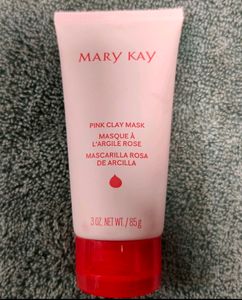 MARY KAY
PINK CLAY MASK
MASQUE À
L'ARGILE ROSE
MASCARILLA ROSA
DE ARCILLA
3 OZ. NET WT. / 85 g